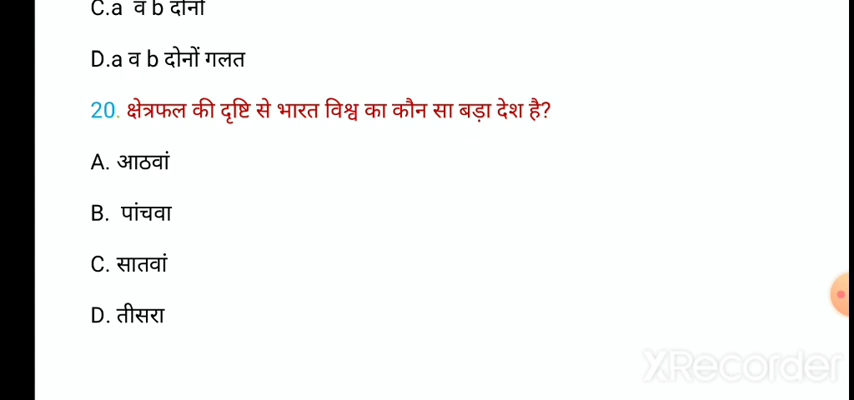 C.a व b दोनों
D.a व b दोनों गलत
20. क्षेत्रफल की दृष्टि से भारत विश्व का कौन सा बड़ा देश है?
A. आठवां
B. पांचवा
C. सातवां
D. तीसरा
XRecorder